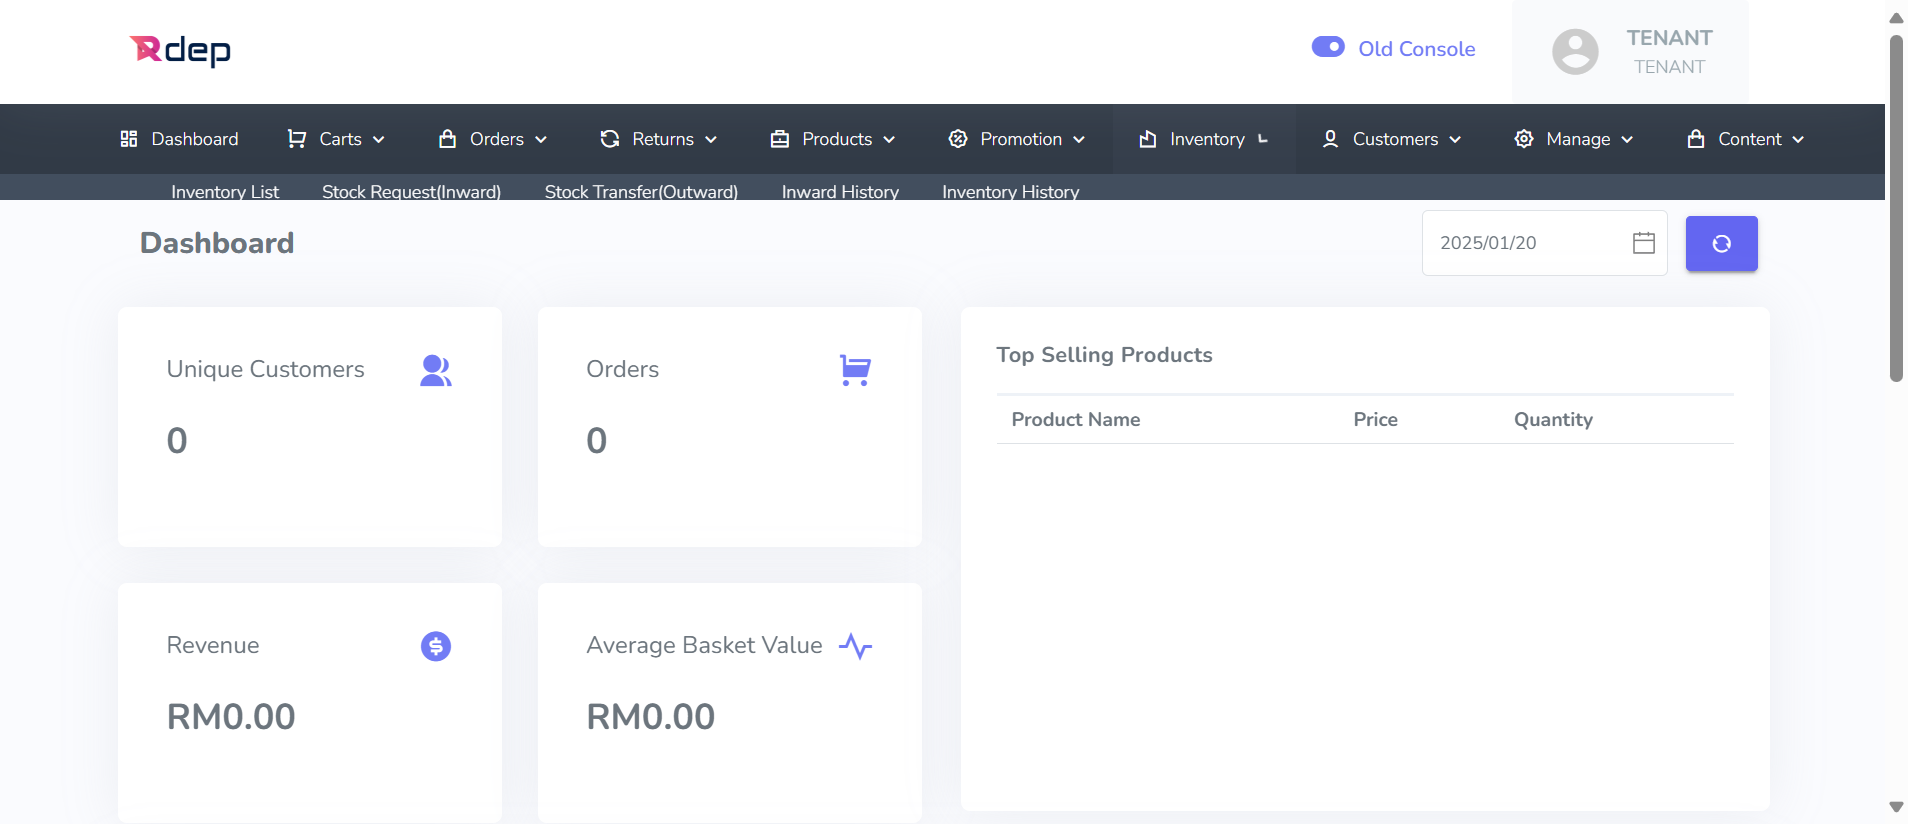 Rdep
Old Console
TENANT
TENANT
Dashboard Carts Orders Returns Products Promotion Inventory Customers Manage Content
Inventory List Stock Request(Inward) Stock Transfer(Outward) Inward History Inventory History
Dashboard
2025/01/20
Unique Customers
0
Orders
0
Top Selling Products
Product Name Price Quantity
Revenue
RM0.00
Average Basket Value
RM0.00